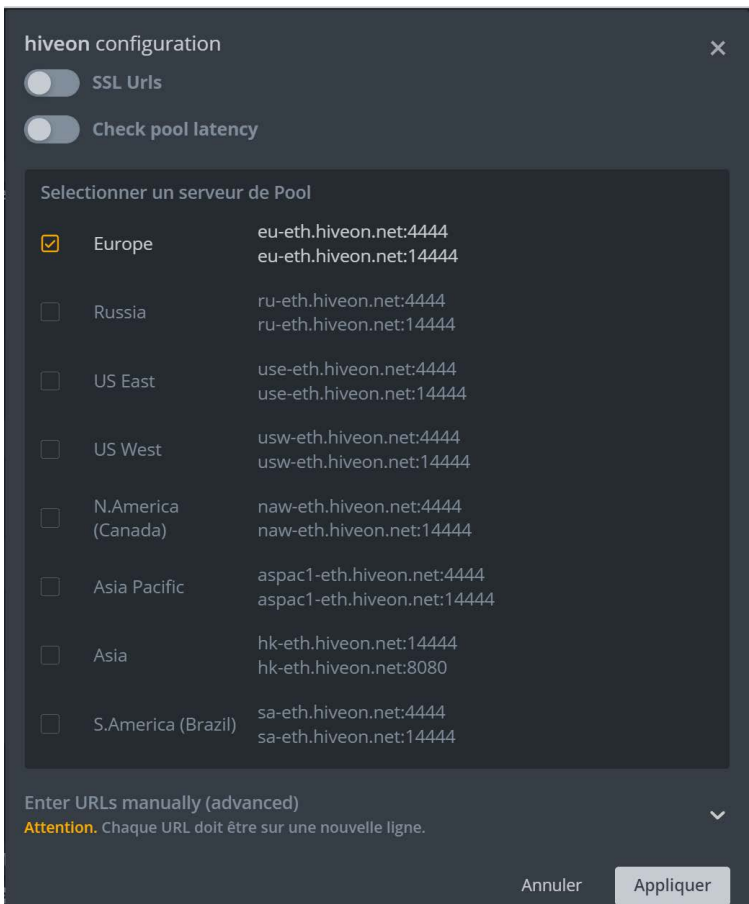 hiveon configuration
SSL Urls
Check pool latency
Selectionner un serveur de Pool
Europe
eu-eth.hiveon.net:4444
eu-eth.hiveon.net:14444
Russia
ru-eth.hiveon.net:4444
ru-eth.hiveon.net:14444
US East
use-eth.hiveon.net:4444
use-eth.hiveon.net:14444
US West
usw-eth.hiveon.net:4444
usw-eth.hiveon.net:14444
N.America
(Canada)
naw-eth.hiveon.net:4444
naw-eth.hiveon.net:14444
Asia Pacific
aspac1-eth.hiveon.net:4444
aspac1-eth.hiveon.net:14444
Asia
hk-eth.hiveon.net:14444
hk-eth.hiveon.net:8080
S.America (Brazil)
sa-eth.hiveon.net:4444
sa-eth.hiveon.net:14444
Enter URLs manually (advanced)
Attention. Chaque URL doit être sur une nouvelle ligne.
Annuler
Appliquer